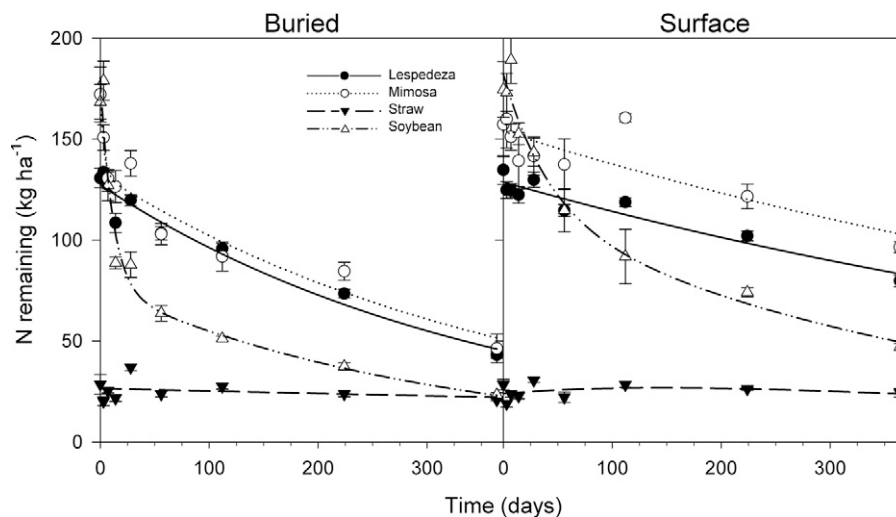 Buried Surface
200
150
100
50
0
N remaining (kg ha⁻¹)
Lespedeza
Mimosa
Straw
Soybean
0 100 200 300 0 100 200 300
Time (days)